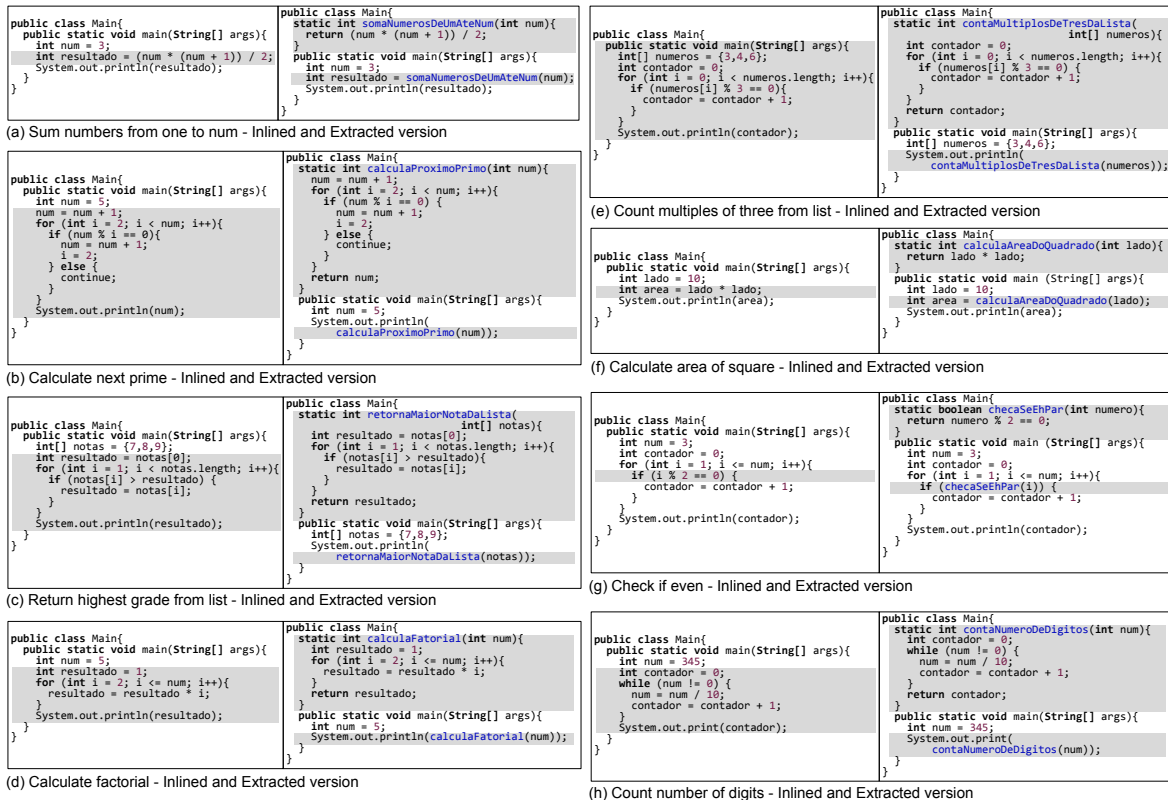 public class Main{
public static void main(String[] args){
int num = 3;
int resultado = (num * (num + 1)) / 2;
System.out.println(resultado);
}
}
public class Main{
static int somaNumerosDeUmAteNum(int num){
return (num * (num + 1)) / 2;
}
public static void main(String[] args){
int num = 3;
int resultado = somaNumerosDeUmAteNum(num);
System.out.println(resultado);
}
}
(a) Sum numbers from one to num - Inlined and Extracted version
public class Main{
public static void main(String[] args){
int num = 5;
num = num + 1;
for (int i = 2; i < num; i++){
if (num % i == 0){
num = num + 1;
i = 2;
} else {
continue;
}
}
System.out.println(num);
}
}
public class Main{
static int calculaProximoPrimo(int num){
num = num + 1;
for (int i = 2; i < num; i++){
if (num % i == 0) {
num = num + 1;
i = 2;
} else {
continue;
}
}
return num;
}
public static void main(String[] args){
int num = 5;
System.out.println(
calculaProximoPrimo(num));
}
}
(b) Calculate next prime - Inlined and Extracted version
public class Main{
public static void main(String[] args){
int[] notas = {7,8,9};
int resultado = notas[0];
for (int i = 1; i < notas.length; i++){
if (notas[i] > resultado) {
resultado = notas[i];
}
}
System.out.println(resultado);
}
}
public class Main{
static int retornaMaiorNotaDaLista(
int[] notas){
int resultado = notas[0];
for (int i = 1; i < notas.length; i++){
if (notas[i] > resultado){
resultado = notas[i];
}
}
return resultado;
}
public static void main(String[] args){
int[] notas = {7,8,9};
System.out.println(
retornaMaiorNotaDaLista(notas));
}
}
(c) Return highest grade from list - Inlined and Extracted version
public class Main{
public static void main(String[] args){
int num = 5;
int resultado = 1;
for (int i = 2; i <= num; i++){
resultado = resultado * i;
}
System.out.println(resultado);
}
}
public class Main{
static int calculaFatorial(int num){
int resultado = 1;
for (int i = 2; i <= num; i++){
resultado = resultado * i;
}
return resultado;
}
public static void main(String[] args){
int num = 5;
System.out.println(calculaFatorial(num));
}
}
(d) Calculate factorial - Inlined and Extracted version
public class Main{
public static void main(String[] args){
int[] numeros = {3,4,6};
int contador = 0;
for (int i = 0; i < numeros.length; i++){
if (numeros[i] % 3 == 0){
contador = contador + 1;
}
}
System.out.println(contador);
}
}
public class Main{
static int contaMultiplosDeTresDaLista(
int[] numeros){
int contador = 0;
for (int i = 0; i < numeros.length; i++){
if (numeros[i] % 3 == 0) {
contador = contador + 1;
}
}
return contador;
}
public static void main(String[] args){
int[] numeros = {3,4,6};
System.out.println(
contaMultiplosDeTresDaLista(numeros));
}
}
(e) Count multiples of three from list - Inlined and Extracted version
public class Main{
public static void main(String[] args){
int lado = 10;
int area = lado * lado;
System.out.println(area);
}
}
public class Main{
static int calculaAreaDoQuadrado(int lado){
return lado * lado;
}
public static void main (String[] args){
int lado = 10;
int area = calculaAreaDoQuadrado(lado);
System.out.println(area);
}
}
(f) Calculate area of square - Inlined and Extracted version
public class Main{
public static void main(String[] args){
int num = 3;
int contador = 0;
for (int i = 1; i <= num; i++){
if (i % 2 == 0) {
contador = contador + 1;
}
}
System.out.println(contador);
}
}
public class Main{
static boolean checaSeEhPar(int numero){
return numero % 2 == 0;
}
public static void main (String[] args){
int num = 3;
int contador = 0;
for (int i = 1; i <= num; i++){
if (checaSeEhPar(i)) {
contador = contador + 1;
}
}
System.out.println(contador);
}
}
(g) Check if even - Inlined and Extracted version
public class Main{
public static void main(String[] args){
int num = 345;
int contador = 0;
while (num != 0) {
num = num / 10;
contador = contador + 1;
}
System.out.print(contador);
}
}
public class Main{
static int contaNumeroDeDigitos(int num){
int contador = 0;
while (num != 0) {
num = num / 10;
contador = contador + 1;
}
return contador;
}
public static void main(String[] args){
int num = 345;
System.out.print(
contaNumeroDeDigitos(num));
}
}
(h) Count number of digits - Inlined and Extracted version